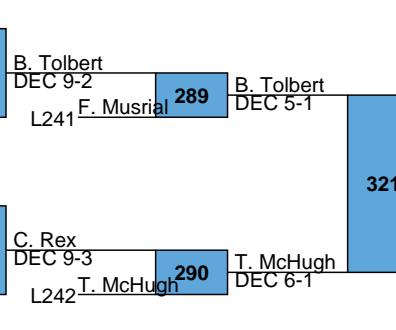 B. Tolbert
DEC 9-2
L241 F. Musrial
289
B. Tolbert
DEC 5-1
321
C. Rex
DEC 9-3
L242 T. McHugh
290
T. McHugh
DEC 6-1